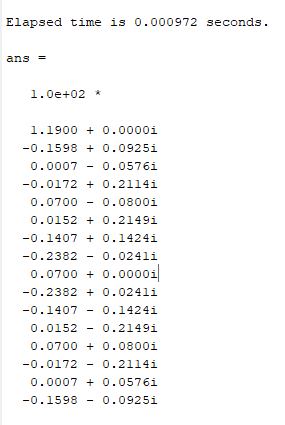 Elapsed time is 0.000972 seconds.
ans =
1.0e+02 *
1.1900 + 0.0000i
-0.1598 + 0.0925i
0.0007 - 0.0576i
-0.0172 + 0.2114i
0.0700 - 0.0800i
0.0152 + 0.2149i
-0.1407 + 0.1424i
-0.2382 - 0.0241i
0.0700 + 0.0000i
-0.2382 + 0.0241i
-0.1407 - 0.1424i
0.0152 - 0.2149i
0.0700 + 0.0800i
-0.0172 - 0.2114i
0.0007 + 0.0576i
-0.1598 - 0.0925i